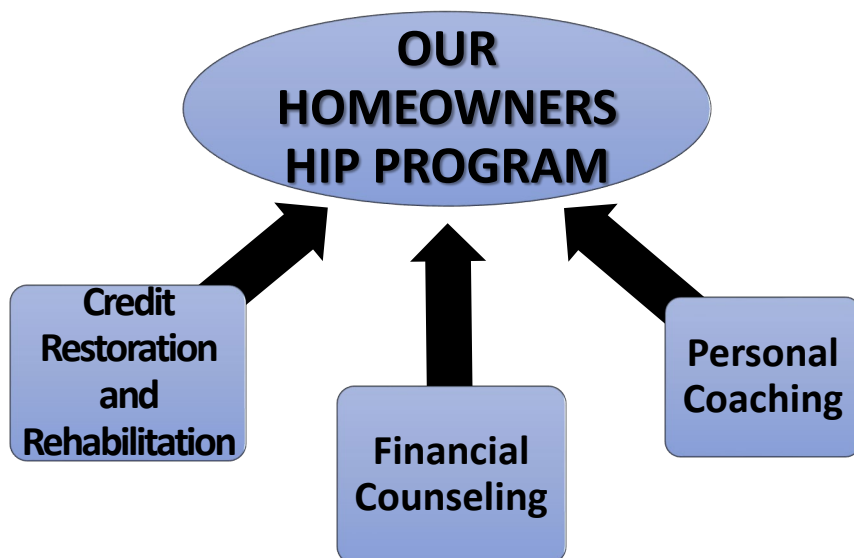 OUR
HOMEOWNERS
HIP PROGRAM
Credit
Restoration
and
Rehabilitation
Financial
Counseling
Personal
Coaching